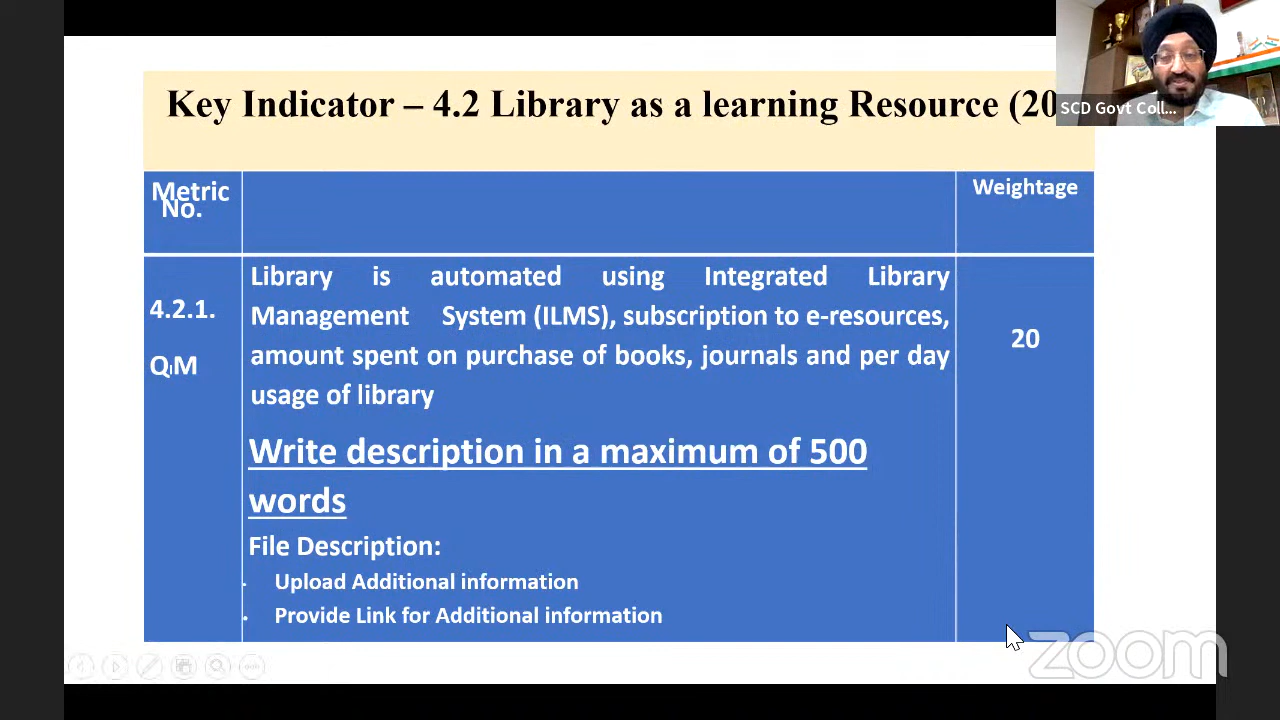 Key Indicator – 4.2 Library as a learning Resource (20
SCD Govt Coll...
Metric
No.
Weightage
4.2.1.
QlM
Library is automated using Integrated Library
Management System (ILMS), subscription to e-resources,
amount spent on purchase of books, journals and per day
usage of library
20
Write description in a maximum of 500
words
File Description:
• Upload Additional information
• Provide Link for Additional information
zoom